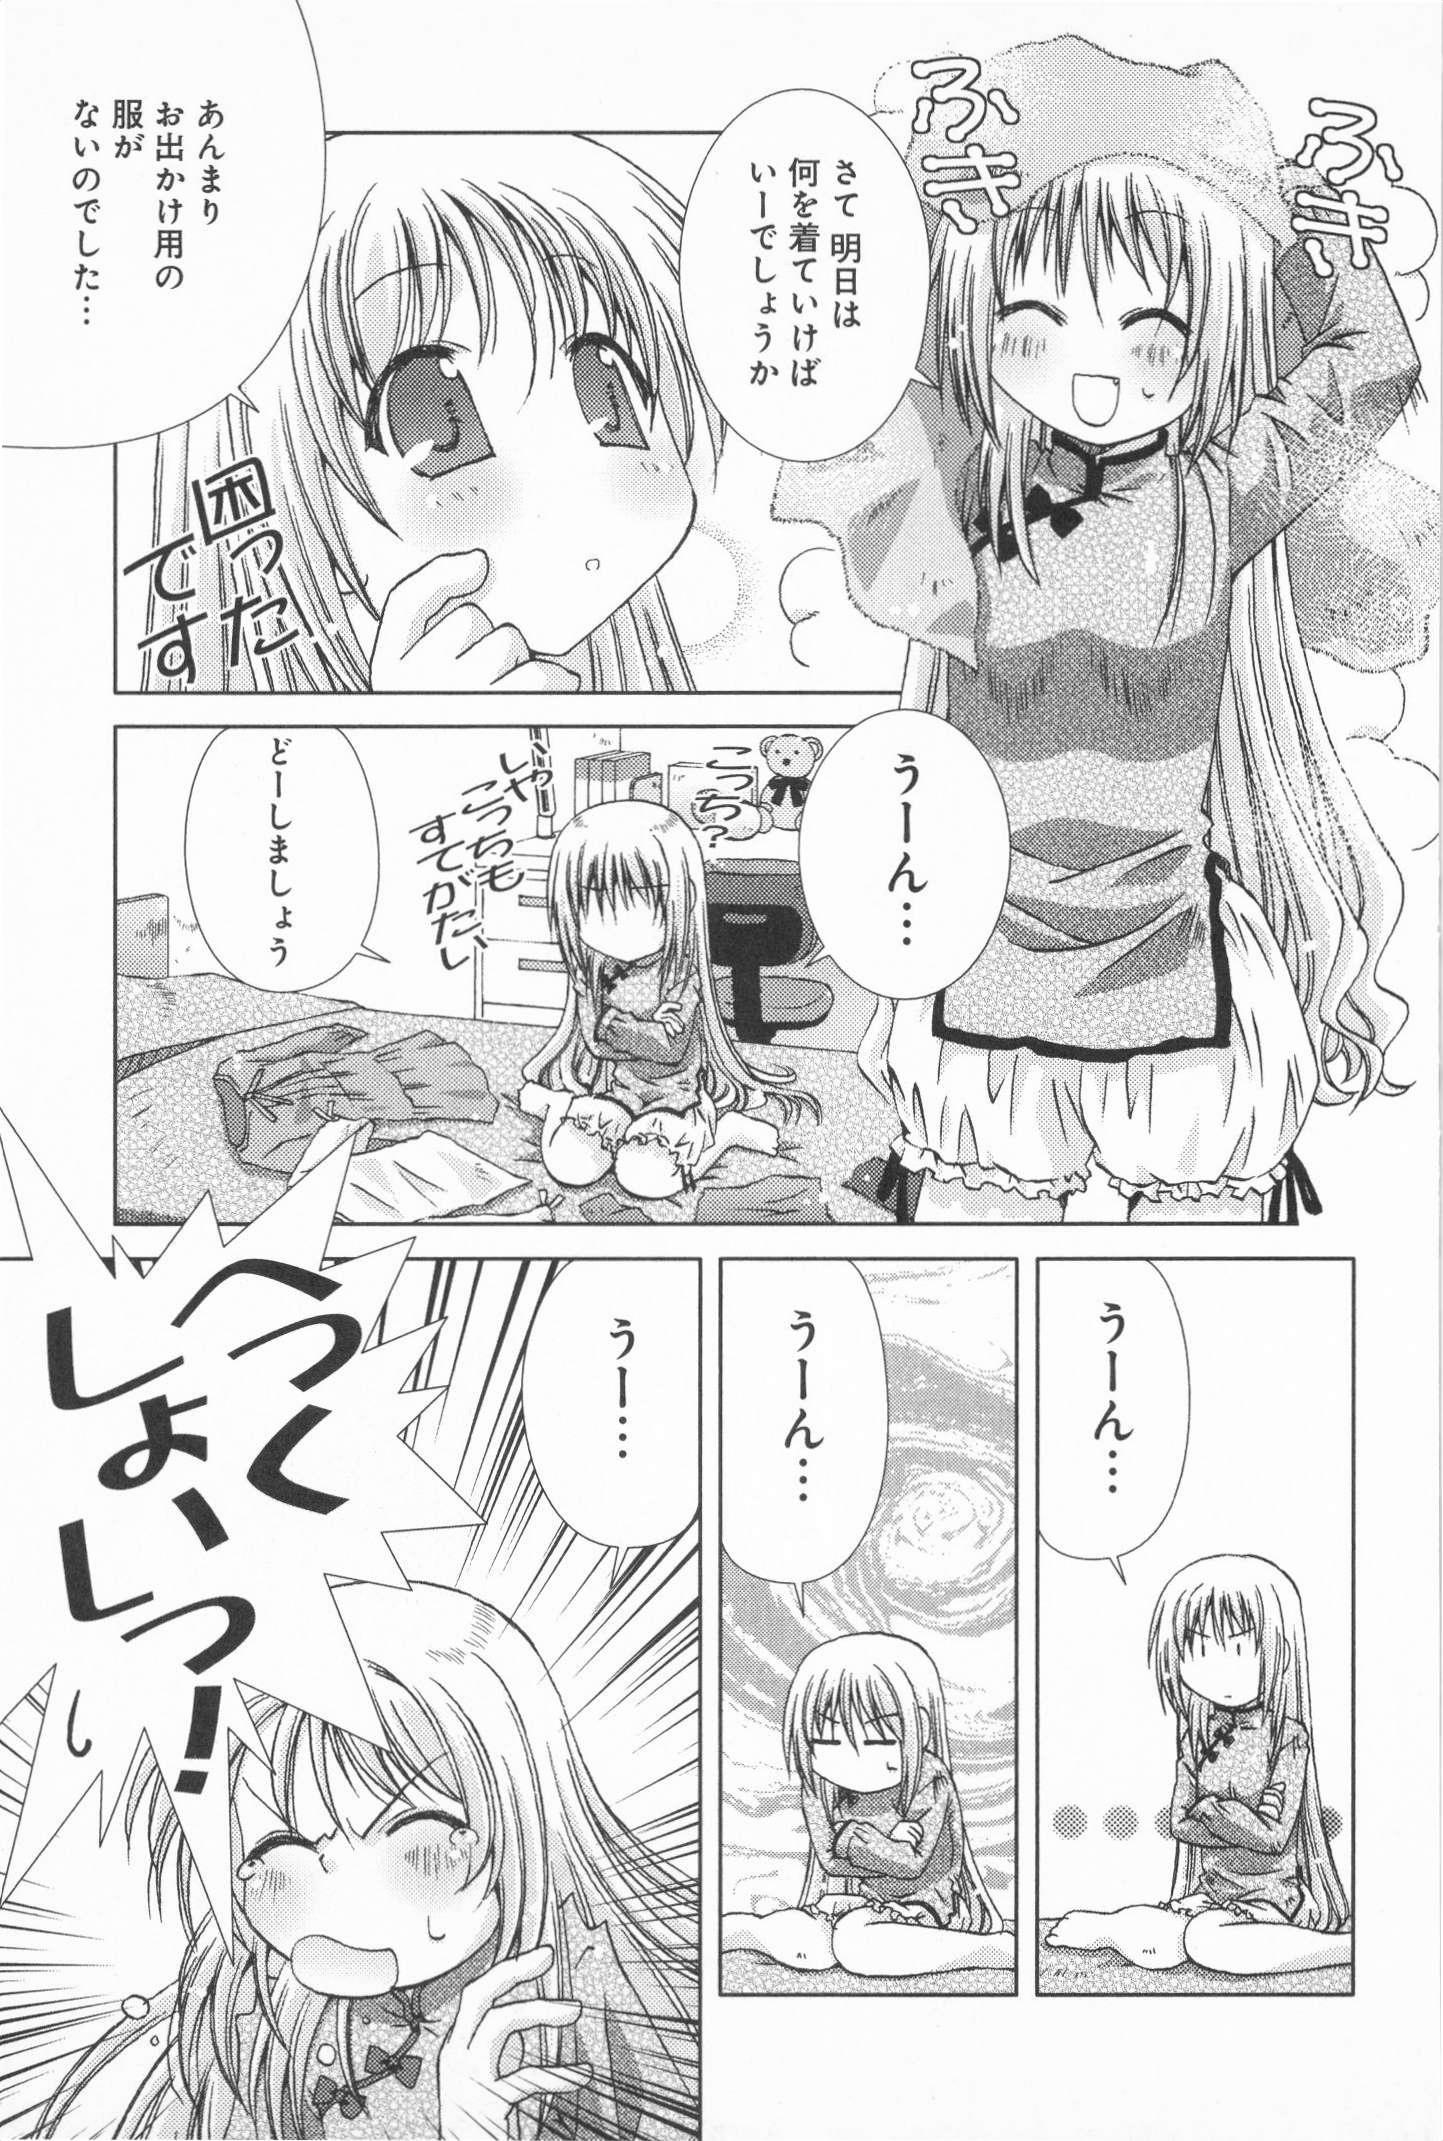 ふき
ふき
さて 明日は
何を着ていけば
いーでしょうか
あんまり
お出かけ用の
服が
ないのでした…
困った
です
うーん…
こっち?
いやー
こっちも
すてがたい
どーしましょう
うーん…
うーん…
うー…
へっく
しょい
しっ!